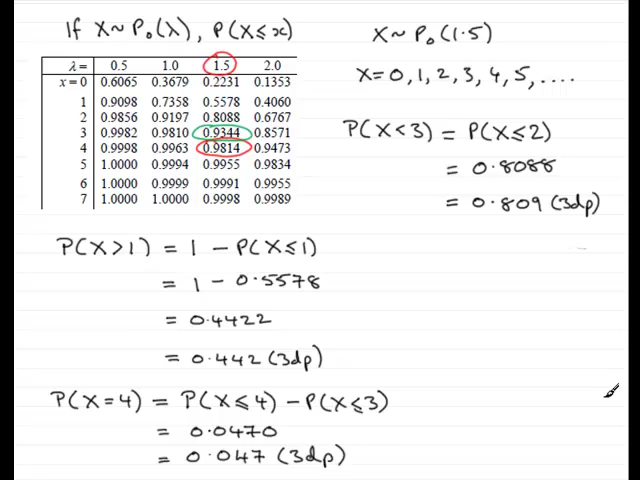 If X~P₀(λ), P(X≤x)
λ = 0.5 1.0 1.5 2.0
x = 0 0.6065 0.3679 0.2231 0.1353
1 0.9098 0.7358 0.5578 0.4060
2 0.9856 0.9197 0.8088 0.6767
3 0.9982 0.9810 0.9344 0.8571
4 0.9998 0.9963 0.9814 0.9473
5 1.0000 0.9994 0.9955 0.9834
6 1.0000 0.9999 0.9991 0.9955
7 1.0000 1.0000 0.9998 0.9989
X~P₀(1.5)
X=0, 1, 2, 3, 4, 5, ....
P(X<3) = P(X≤2)
= 0.8088
= 0.809 (3dp)
P(X>1) = 1 - P(X≤1)
= 1 - 0.5578
= 0.4422
= 0.442 (3dp)
P(X=4) = P(X≤4) - P(X≤3)
= 0.0470
= 0.047 (3dp)